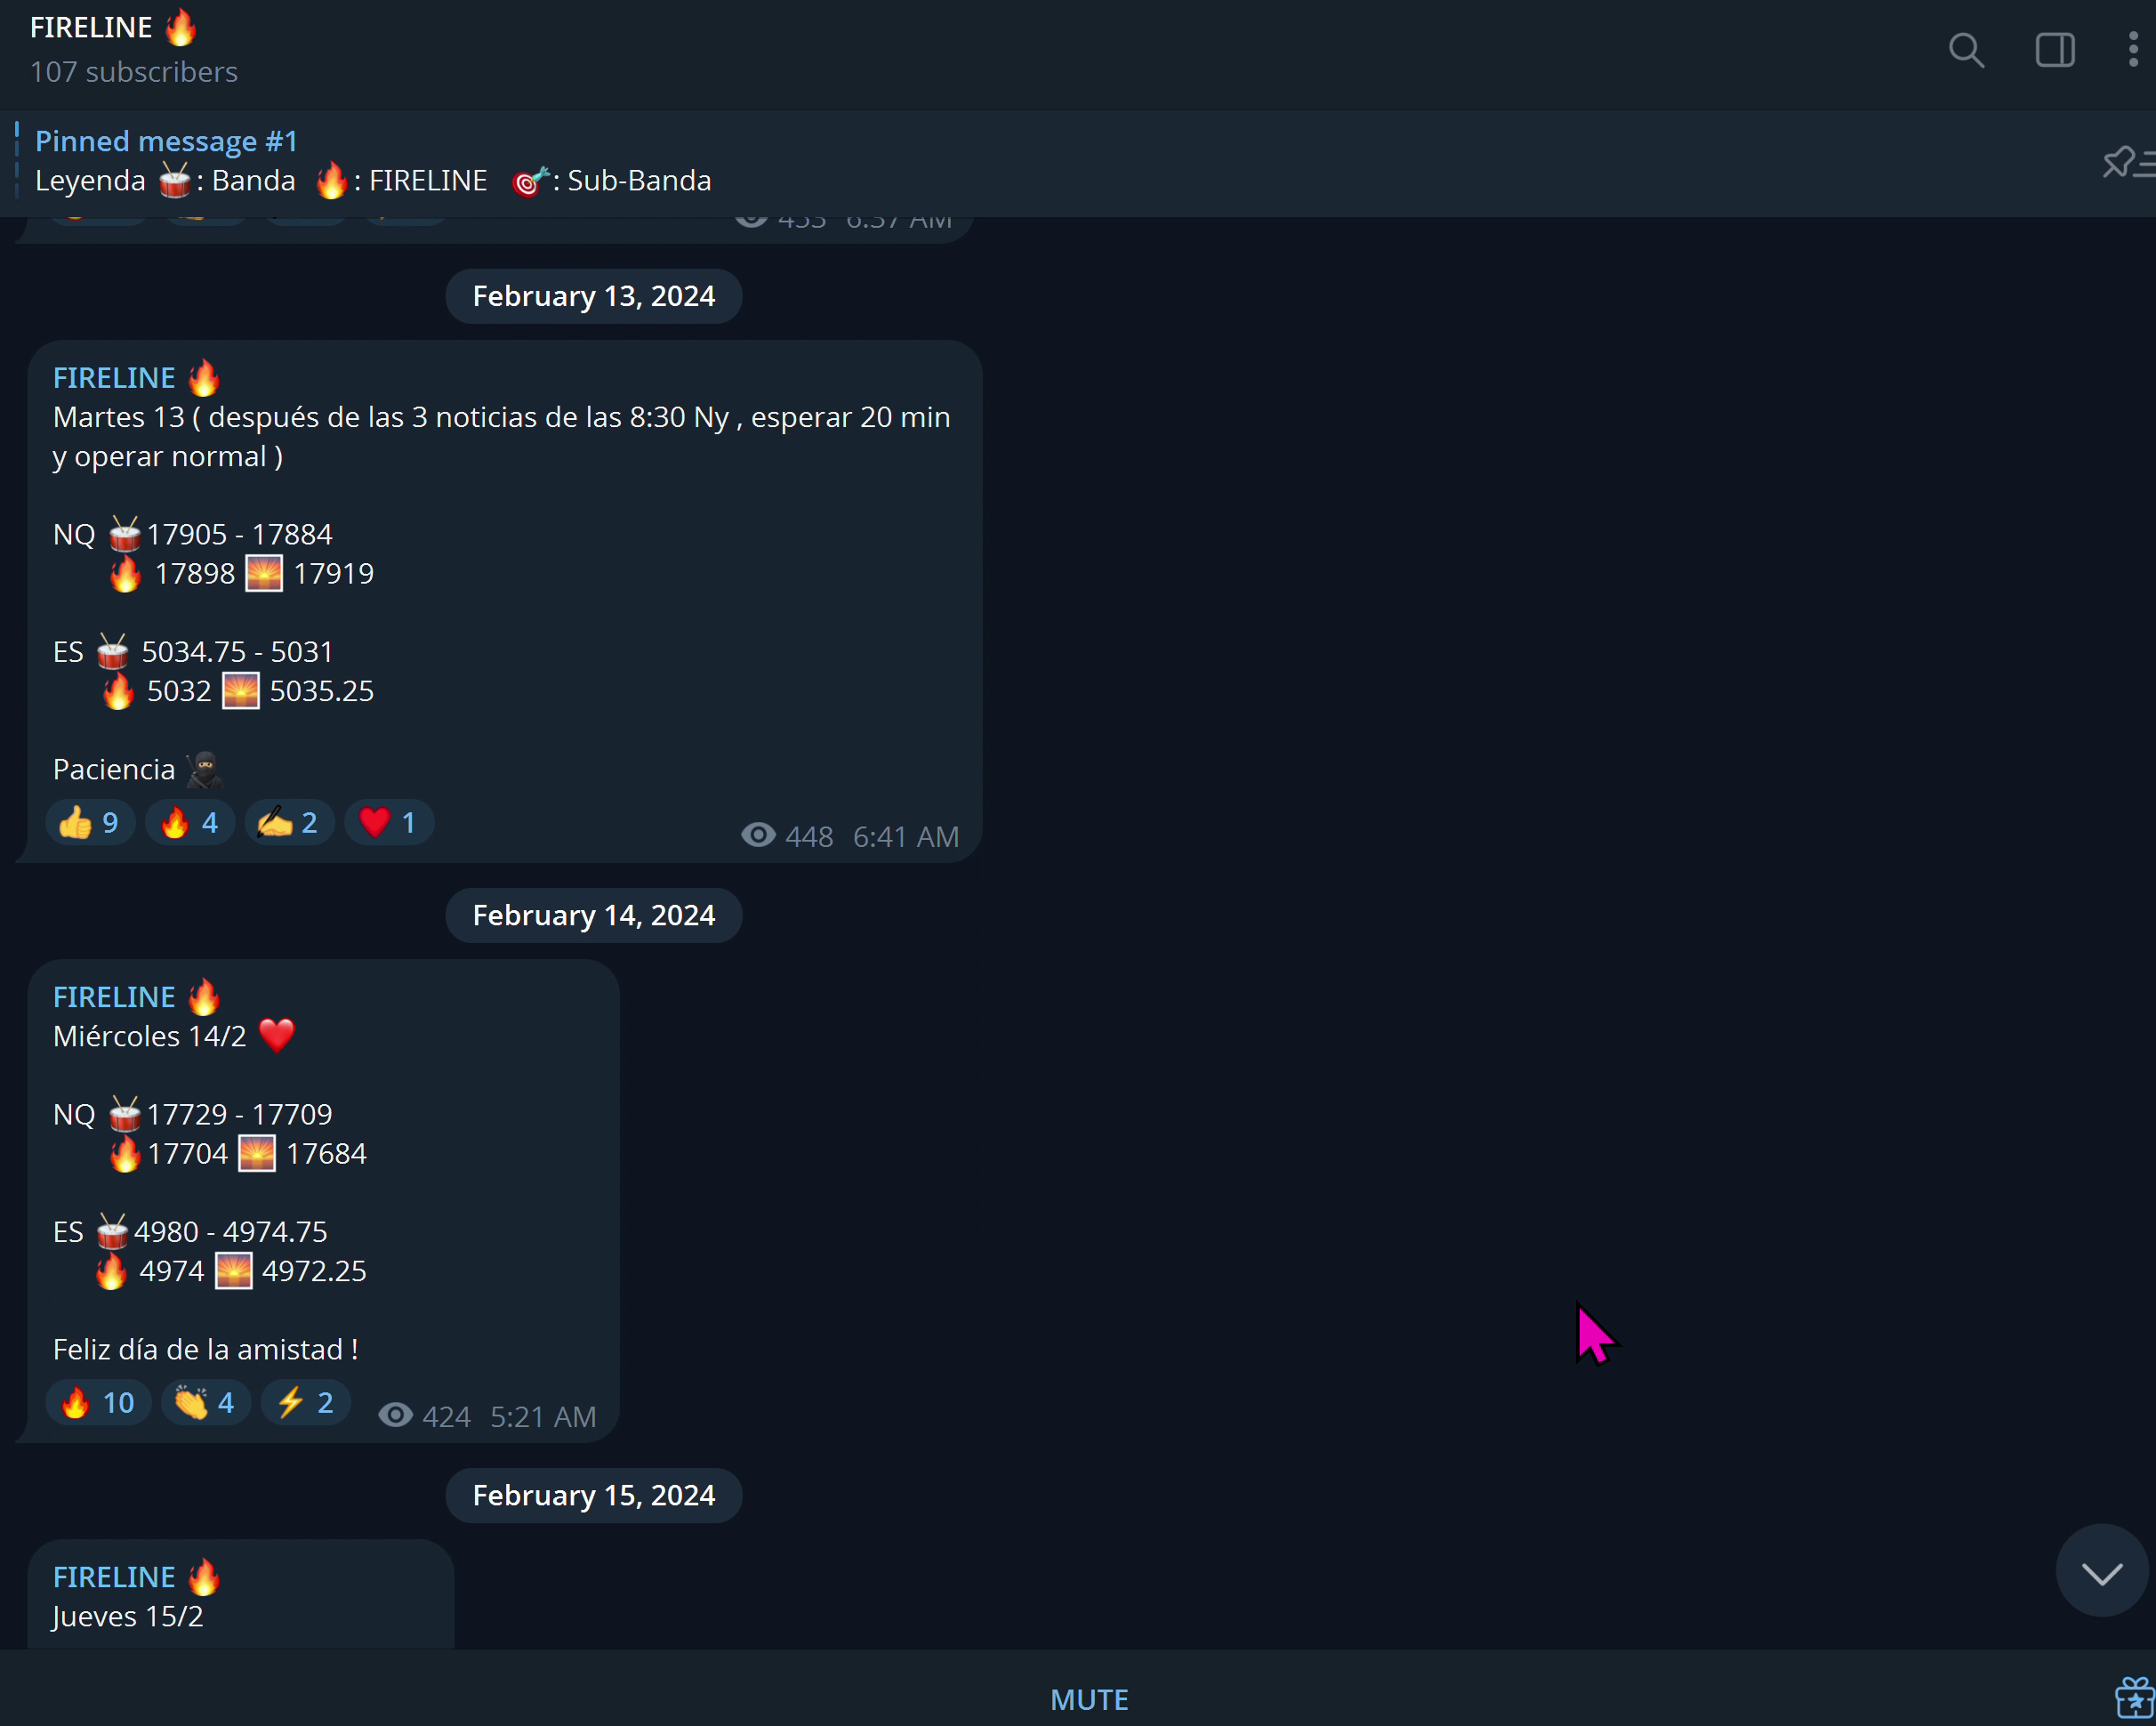 FIRELINE 🔥
107 subscribers
Pinned message #1
Leyenda 🥁: Banda 🔥: FIRELINE 🎯: Sub-Banda
453 6:37 AM
February 13, 2024
FIRELINE 🔥
Martes 13 ( después de las 3 noticias de las 8:30 Ny , esperar 20 min
y operar normal )
NQ 🥁17905 - 17884
🔥 17898 🌅 17919
ES 🥁 5034.75 - 5031
🔥 5032 🌅 5035.25
Paciencia 🥷
👍 9 🔥 4 ✍ 2 ❤ 1 448 6:41 AM
February 14, 2024
FIRELINE 🔥
Miércoles 14/2 ❤
NQ 🥁17729 - 17709
🔥17704 🌅 17684
ES 🥁4980 - 4974.75
🔥 4974 🌅 4972.25
Feliz día de la amistad !
🔥 10 👏 4 ⚡ 2 424 5:21 AM
February 15, 2024
FIRELINE 🔥
Jueves 15/2
MUTE